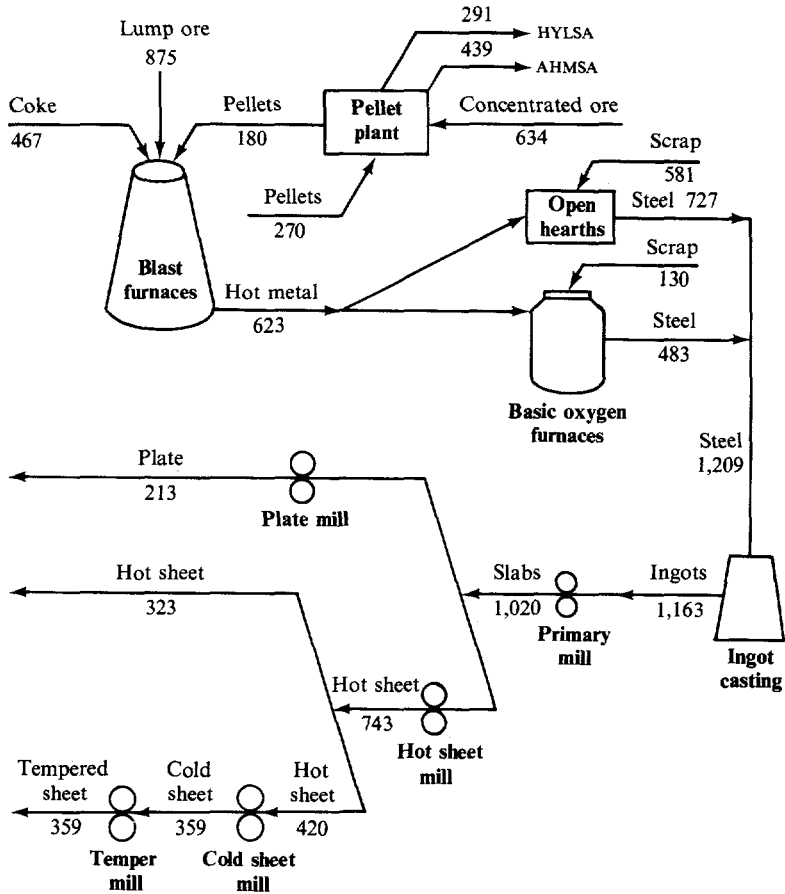 291
HYLSA
439
AHMSA
Lump ore
875
Coke
467
Pellets
180
Pellet
plant
Concentrated ore
634
Pellets
270
Scrap
581
Open
hearths
Steel 727
Blast
furnaces
Hot metal
623
Scrap
130
Steel
483
Basic oxygen
furnaces
Steel
1,209
Plate
213
Plate mill
Hot sheet
323
Slabs
1,020
Ingots
1,163
Primary
mill
Ingot
casting
Hot sheet
743
Hot sheet
mill
Tempered
sheet
359
Cold
sheet
359
Hot
sheet
420
Temper
mill
Cold sheet
mill